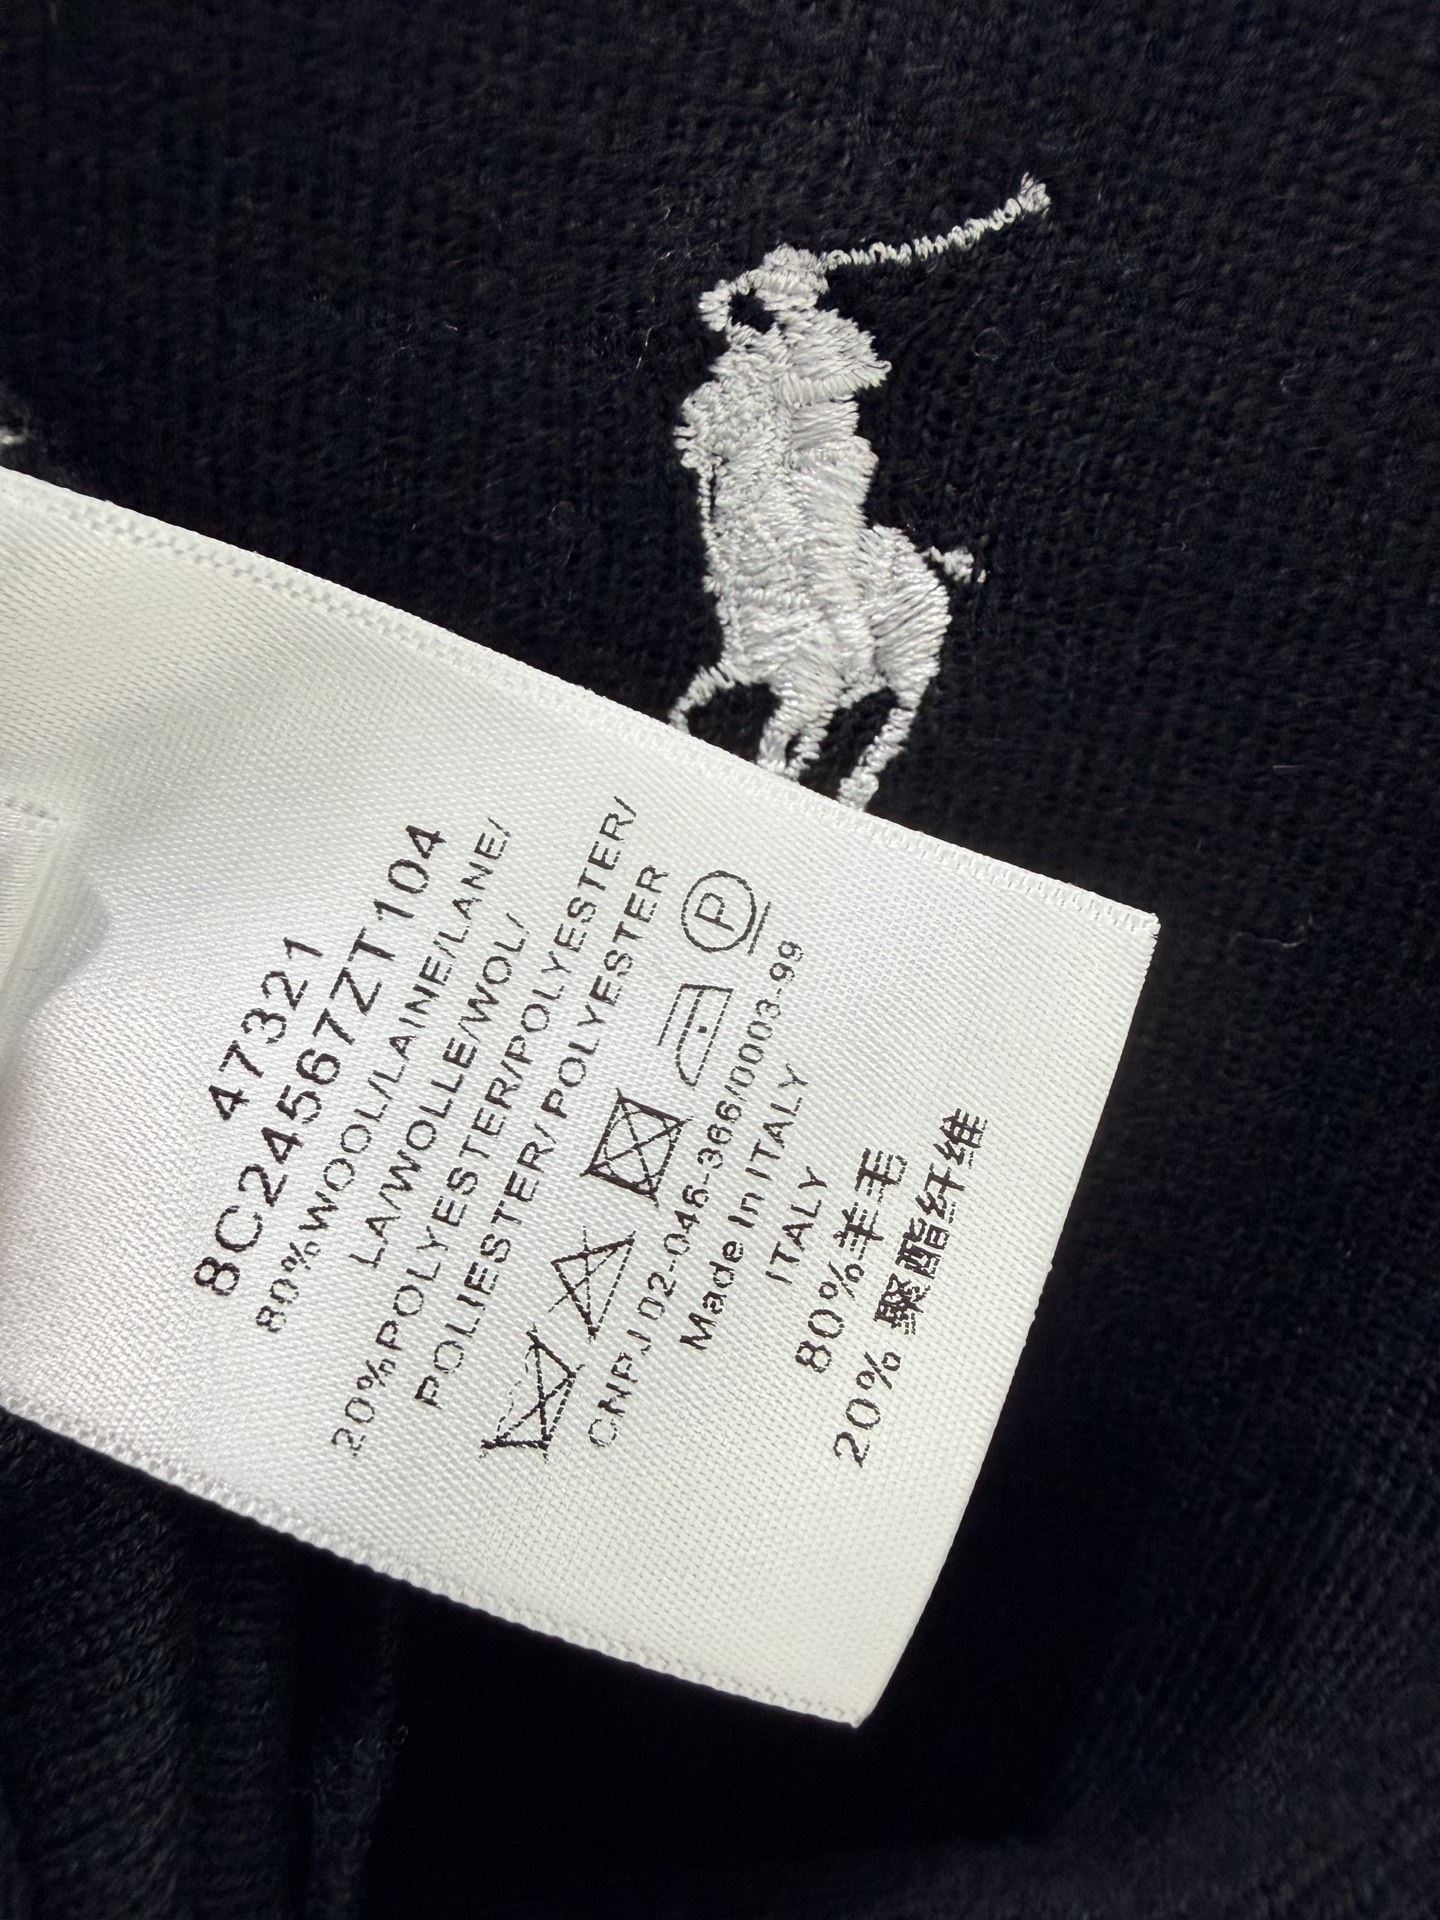 47321
8C24567ZT104
80%WOOL/LAINE/LANE/
LA/WOLLE/WOL/
20%POLYESTER/POLYESTER/
POLIESTER/ POLYESTER
P
CNPJ 02-046-366/0003-99
Made In ITALY
ITALY
80%羊毛
20% 聚酯纤维